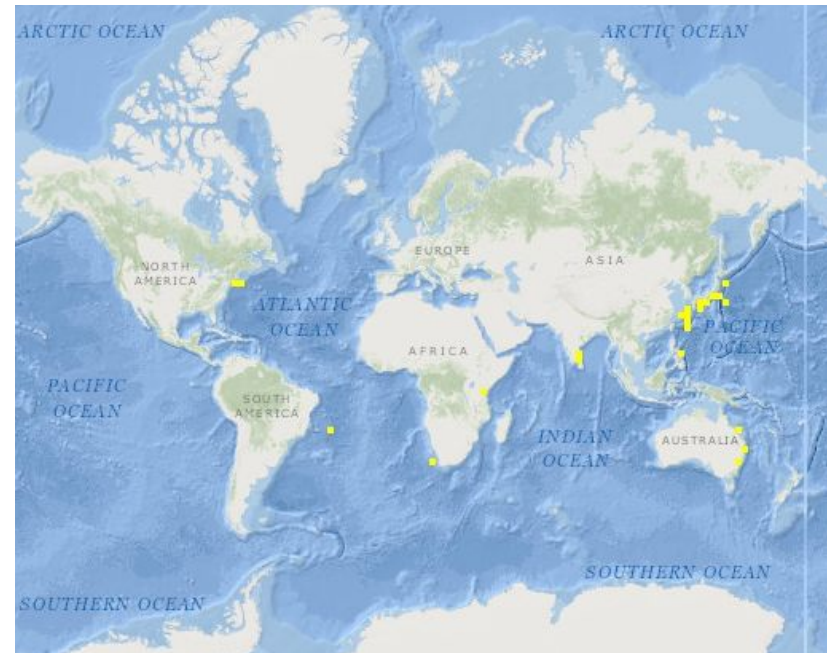 ARCTIC OCEAN
ARCTIC OCEAN
EUROPE
ASIA
NORTH
AMERICA
ATLANTIC
OCEAN
PACIFIC
OCEAN
AFRICA
PACIFIC
OCEAN
SOUTH
AMERICA
INDIAN
OCEAN
AUSTRALIA
SOUTHERN OCEAN
SOUTHERN OCEAN